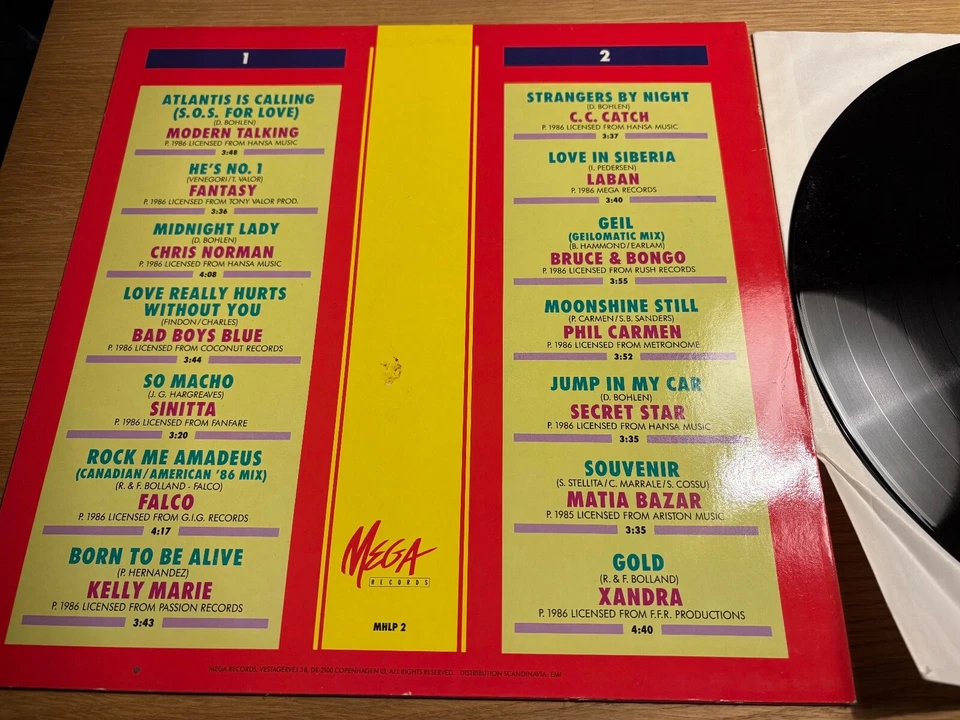 1
ATLANTIS IS CALLING
(S.O.S. FOR LOVE)
(D. BOHLEN)
MODERN TALKING
P. 1986 LICENSED FROM HANSA MUSIC
3:48
HE'S NO. 1
(VENEGORI/T. VALOR)
FANTASY
P. 1986 LICENSED FROM TONY VALOR PROD.
3:36
MIDNIGHT LADY
(D. BOHLEN)
CHRIS NORMAN
P. 1986 LICENSED FROM HANSA MUSIC
4:08
LOVE REALLY HURTS
WITHOUT YOU
(FINDON/CHARLES)
BAD BOYS BLUE
P. 1986 LICENSED FROM COCONUT RECORDS
3:44
SO MACHO
(J. G. HARGREAVES)
SINITTA
P. 1986 LICENSED FROM FANFARE
3:20
ROCK ME AMADEUS
(CANADIAN/AMERICAN '86 MIX)
(R. & F. BOLLAND - FALCO)
FALCO
P. 1986 LICENSED FROM G.I.G. RECORDS
4:17
BORN TO BE ALIVE
(P. HERNANDEZ)
KELLY MARIE
P. 1986 LICENSED FROM PASSION RECORDS
3:43
MEGA
RECORDS
MHLP 2
2
STRANGERS BY NIGHT
(D. BOHLEN)
C.C. CATCH
P. 1986 LICENSED FROM HANSA MUSIC
3:37
LOVE IN SIBERIA
(I. PEDERSEN)
LABAN
P. 1986 MEGA RECORDS
3:40
GEIL
(GEILOMATIC MIX)
(B. HAMMOND/EARLAM)
BRUCE & BONGO
P. 1986 LICENSED FROM RUSH RECORDS
3:55
MOONSHINE STILL
(P. CARMEN/S.B. SANDERS)
PHIL CARMEN
P. 1986 LICENSED FROM METRONOME
3:52
JUMP IN MY CAR
(D. BOHLEN)
SECRET STAR
P. 1986 LICENSED FROM HANSA MUSIC
3:35
SOUVENIR
(S. STELLITA/C. MARRALE/S. COSSU)
MATIA BAZAR
P. 1985 LICENSED FROM ARISTON MUSIC
3:35
GOLD
(R. & F. BOLLAND)
XANDRA
P. 1986 LICENSED FROM F.F.R. PRODUCTIONS
4:40
MEGA RECORDS, COPENHAGEN ALL RIGHTS RESERVED DISTRIBUTION SCANDINAVIA: EMI